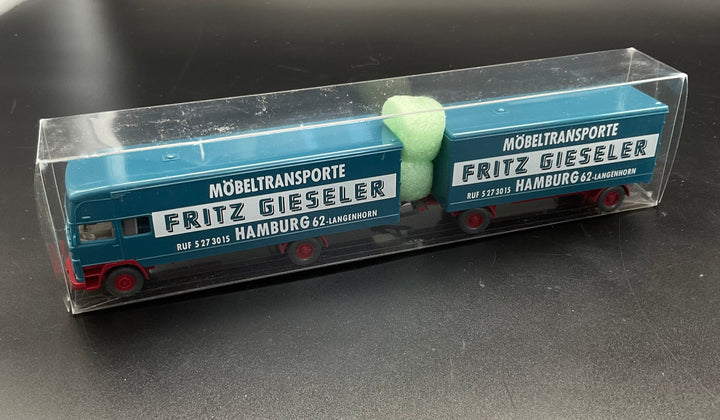 MÖBELTRANSPORTE
FRITZ GIESELER
RUF 5 27 30 15 HAMBURG 62-LANGENHORN
MÖBELTRANSPORTE
FRITZ GIESELER
RUF 5 27 30 15 HAMBURG 62-LANGENHORN